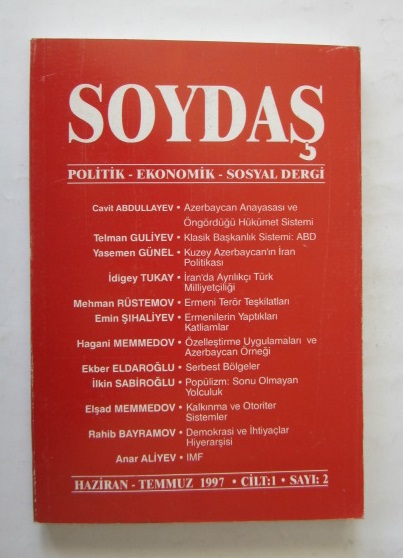 SOYDAŞ
POLİTİK - EKONOMİK - SOSYAL DERGİ
Cavit ABDULLAYEV • Azerbaycan Anayasası ve
Öngördüğü Hükümet Sistemi
Telman GULİYEV • Klasik Başkanlık Sistemi: ABD
Yasemen GÜNEL • Kuzey Azerbaycan'ın İran
Politikası
İdigey TUKAY • İran'da Ayrılıkçı Türk
Milliyetçiliği
Mehman RÜSTEMOV • Ermeni Terör Teşkilatları
Emin ŞIHALİYEV • Ermenilerin Yaptıkları
Katliamlar
Hagani MEMMEDOV • Özelleştirme Uygulamaları ve
Azerbaycan Örneği
Ekber ELDAROĞLU • Serbest Bölgeler
İlkin SABİROĞLU • Popülizm: Sonu Olmayan
Yolculuk
Elşad MEMMEDOV • Kalkınma ve Otoriter
Sistemler
Rahib BAYRAMOV • Demokrasi ve İhtiyaçlar
Hiyerarşisi
Anar ALİYEV • IMF
HAZİRAN - TEMMUZ 1997 • CİLT:1 • SAYI: 2